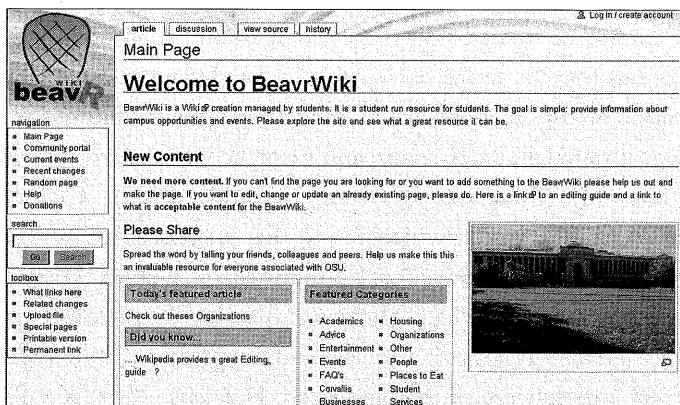 Log in / create account
article discussion view source history
WIKI
beavR
Main Page
Welcome to BeavrWiki
BeavrWiki is a Wiki creation managed by students. It is a student run resource for students. The goal is simple: provide information about
campus opportunities and events. Please explore the site and see what a great resource it can be.
navigation
Main Page
Community portal
Current events
Recent changes
Random page
Help
Donations
search
Go Search
toolbox
What links here
Related changes
Upload file
Special pages
Printable version
Permanent link
New Content
We need more content. If you can't find the page you are looking for or you want to add something to the BeavrWiki please help us out and
make the page. If you want to edit, change or update an already existing page, please do. Here is a link to an editing guide and a link to
what is acceptable content for the BeavrWiki.
Please Share
Spread the word by telling your friends, colleagues and peers. Help us make this this
an invaluable resource for everyone associated with OSU.
Today's featured article
Check out theses Organizations
Did you know...
... Wikipedia provides a great Editing,
guide ?
Featured Categories
Academics
Advice
Entertainment
Events
FAQ's
Corvallis
Businesses
Housing
Organizations
Other
People
Places to Eat
Student
Services